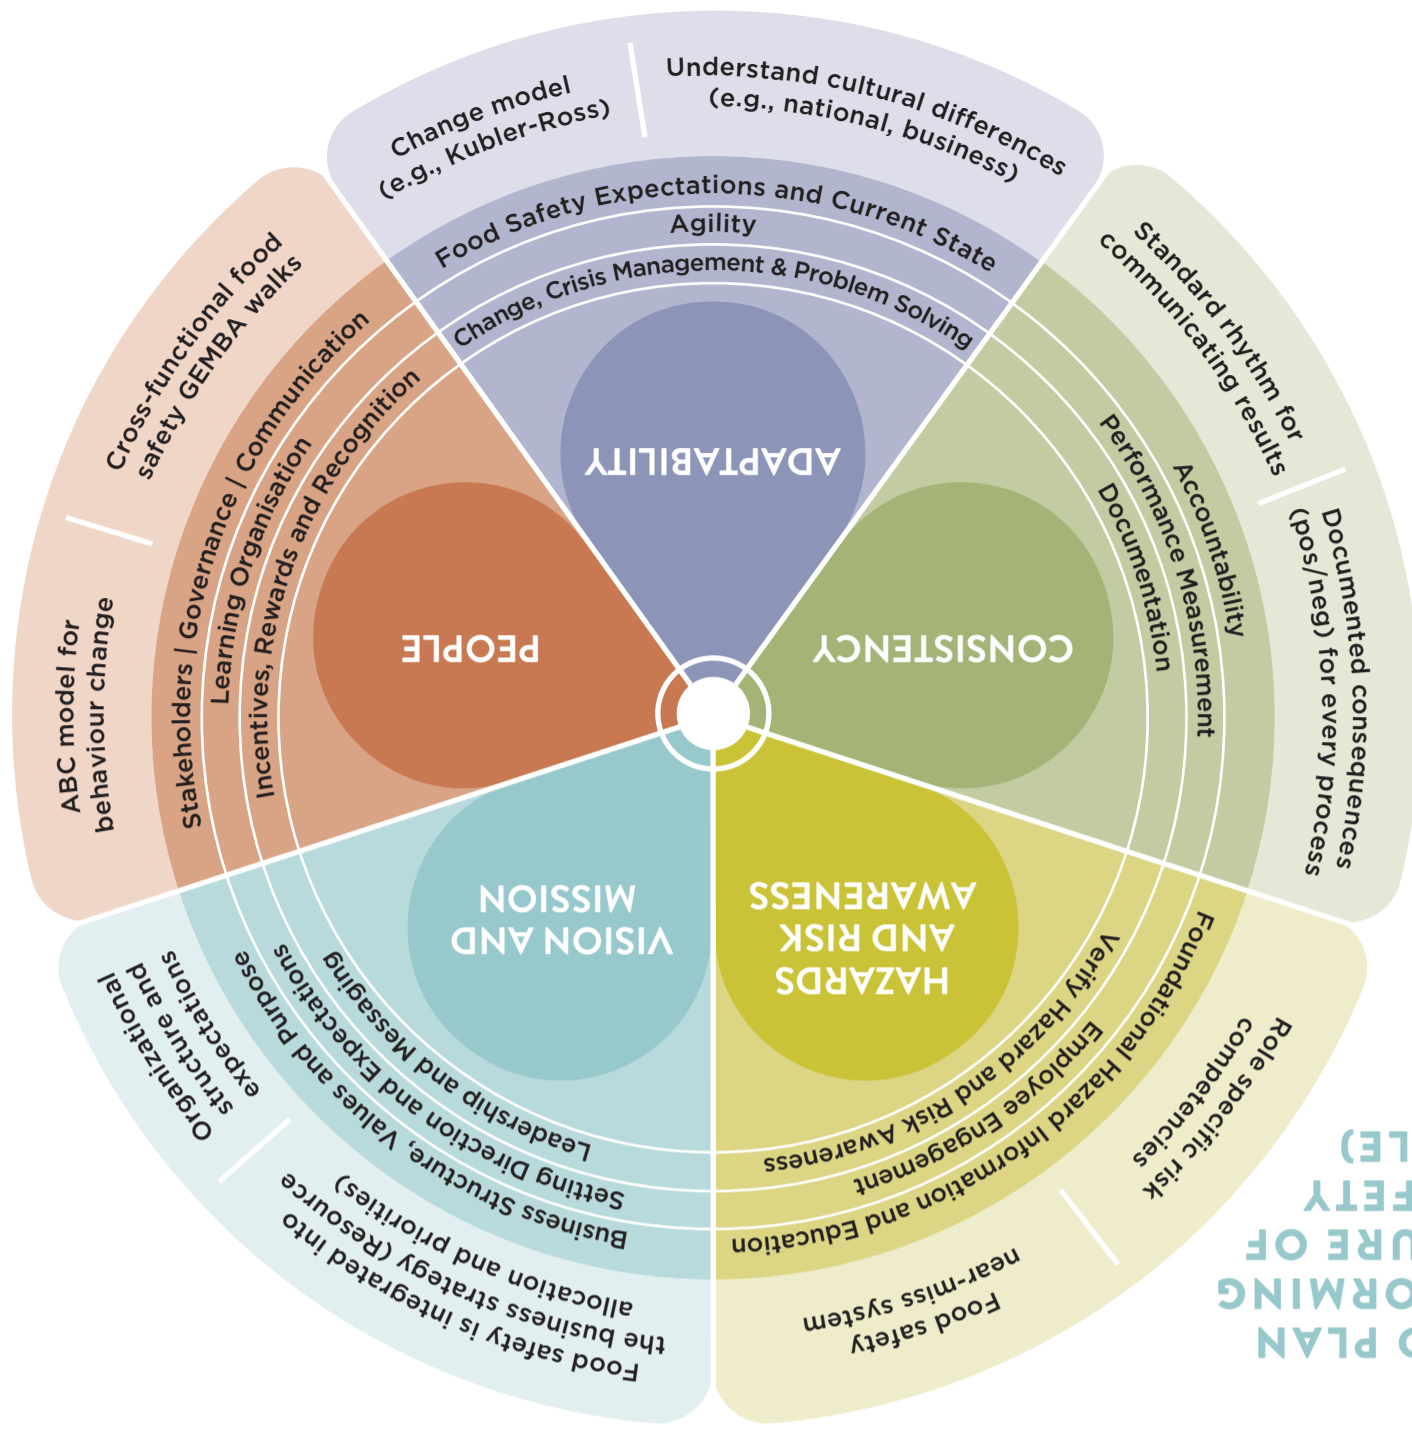 Change model
(e.g., Kubler-Ross)
Understand cultural differences
(e.g., national, business)
Food Safety Expectations and Current State
Agility
Change, Crisis Management & Problem Solving
ADAPTABILITY
Standard rhythm for
communicating results
Documented consequences
(pos/neg) for every process
Accountability
Performance Measurement
Documentation
CONSISTENCY
Role specific risk
competencies
Food safety
near-miss system
Foundational Hazard Information and Education
Employee Engagement
Verify Hazard and Risk Awareness
HAZARDS
AND RISK
AWARENESS
Food safety is integrated into
the business strategy (Resource
allocation and priorities)
Organizational
structure and
expectations
Business Structure, Values and Purpose
Setting Direction and Expectations
Leadership and Messaging
VISION AND
MISSION
ABC model for
behaviour change
Cross-functional food
safety GEMBA walks
Stakeholders | Governance | Communication
Learning Organisation
Incentives, Rewards and Recognition
PEOPLE
O PLAN
ORMING
URE OF
FETY
LE)